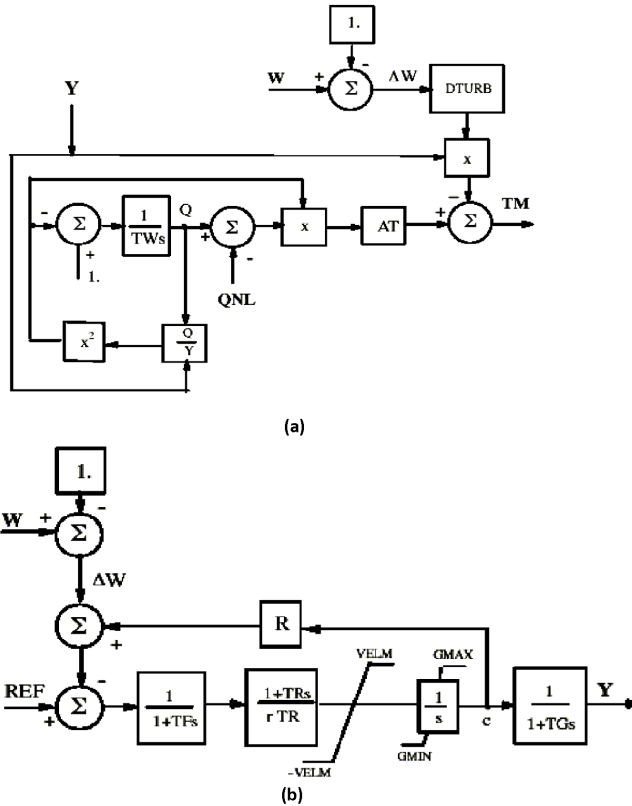 1.
-
W + Σ ΔW DTURB
Y
x
- Σ 1/TWs Q + Σ x AT + Σ TM
-
+
1.
-
QNL
x² Q/Y
(a)
1.
-
W + Σ
ΔW
Σ R
+
VELM
GMAX
REF + Σ - 1/1+TFs 1+TRs/r TR 1/s c 1/1+TGs Y
-VELM
GMIN
(b)